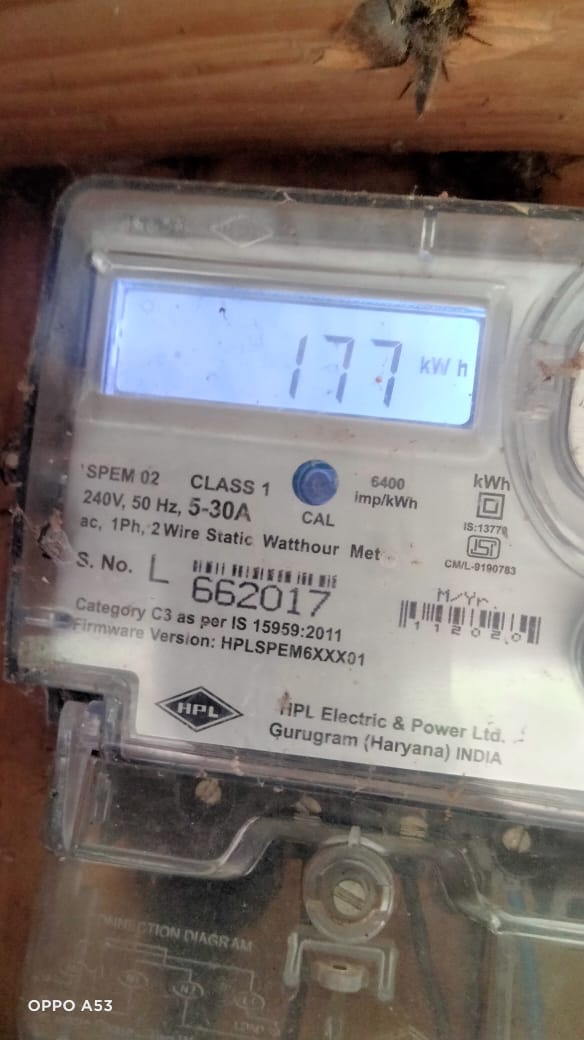 177 kWh
SPEM 02 CLASS 1 6400 imp/kWh kWh
240V, 50 Hz, 5-30A CAL IS:13779
ac, 1Ph, 2 Wire Static Watthour Met
CM/L-9190783
S. No. L 662017 M/Yr.
112020
Category C3 as per IS 15959:2011
Firmware Version: HPLSPEM6XXX01
HPL HPL Electric & Power Ltd.
Gurugram (Haryana) INDIA
CONNECTION DIAGRAM
OPPO A53